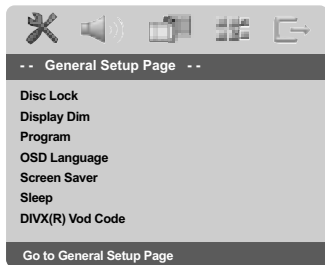 - - General Setup Page - -
Disc Lock
Display Dim
Program
OSD Language
Screen Saver
Sleep
DIVX(R) Vod Code
Go to General Setup Page